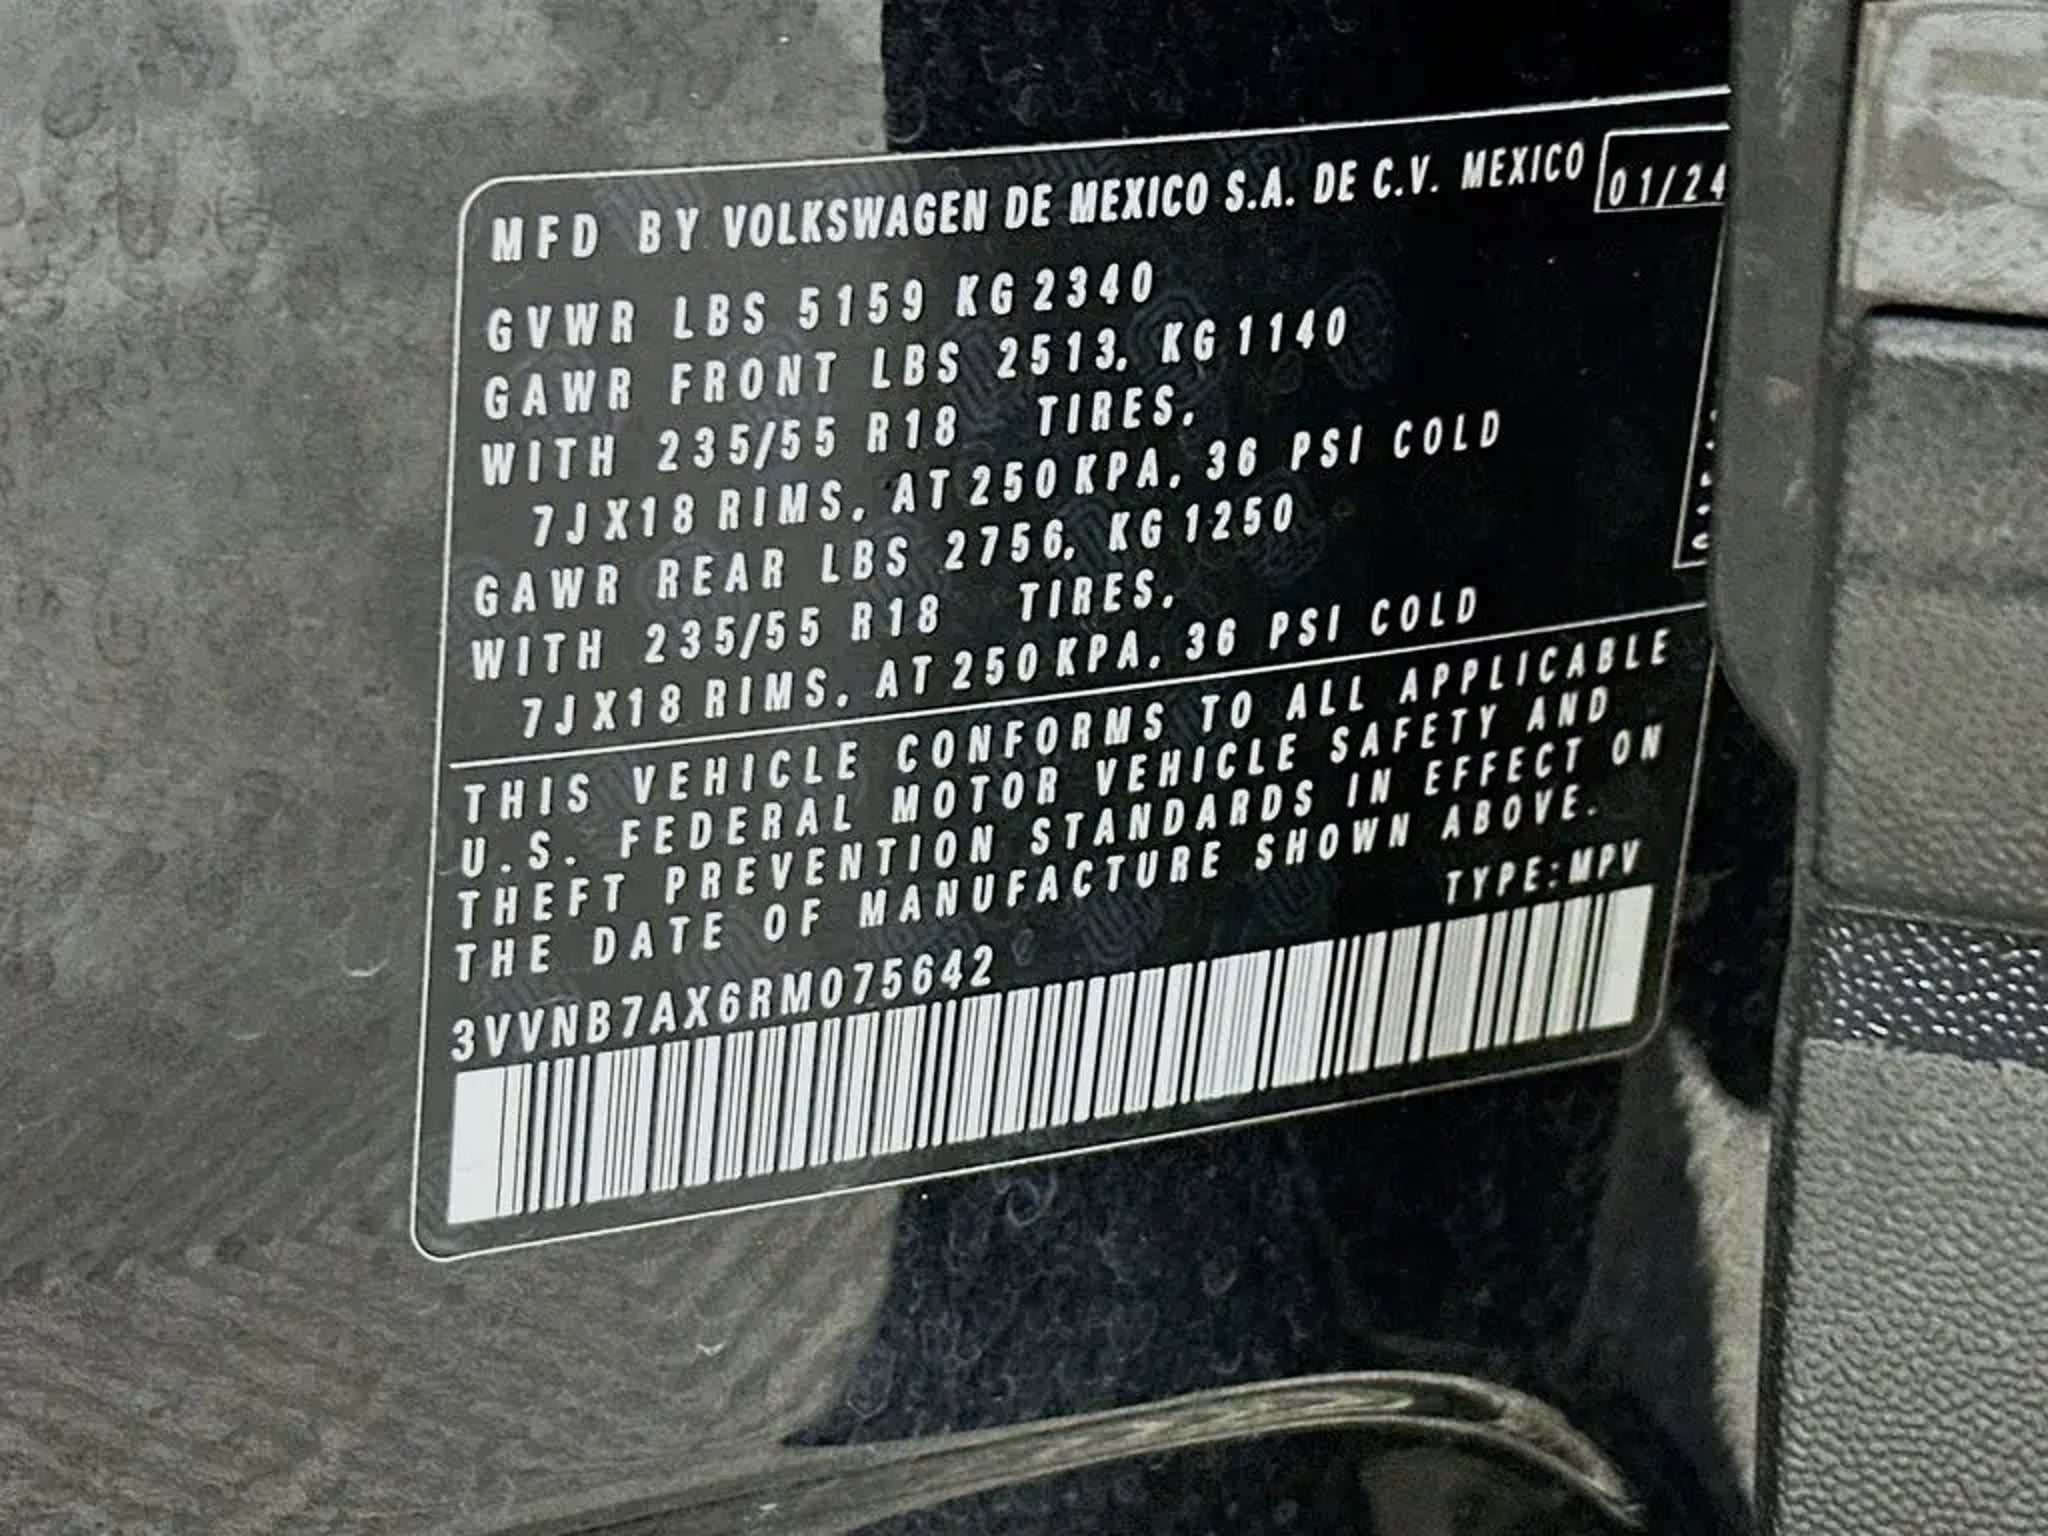 MFD BY VOLKSWAGEN DE MEXICO S.A. DE C.V. MEXICO 01/24
GVWR LBS 5159 KG 2340
GAWR FRONT LBS 2513, KG 1140
WITH 235/55 R18 TIRES,
7JX18 RIMS, AT 250 KPA, 36 PSI COLD
GAWR REAR LBS 2756, KG 1250
WITH 235/55 R18 TIRES,
7JX18 RIMS, AT 250 KPA, 36 PSI COLD
THIS VEHICLE CONFORMS TO ALL APPLICABLE
U.S. FEDERAL MOTOR VEHICLE SAFETY AND
THEFT PREVENTION STANDARDS IN EFFECT ON
THE DATE OF MANUFACTURE SHOWN ABOVE.
TYPE:MPV
3VVNB7AX6RM075642